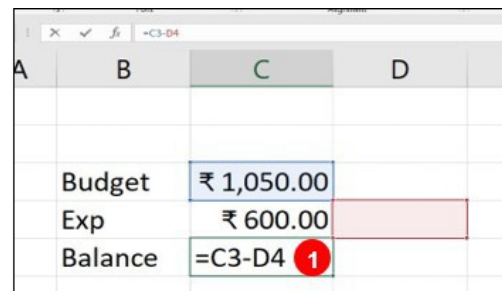 =C3-D4
A B C D
Budget ₹ 1,050.00
Exp ₹ 600.00
Balance =C3-D4 1